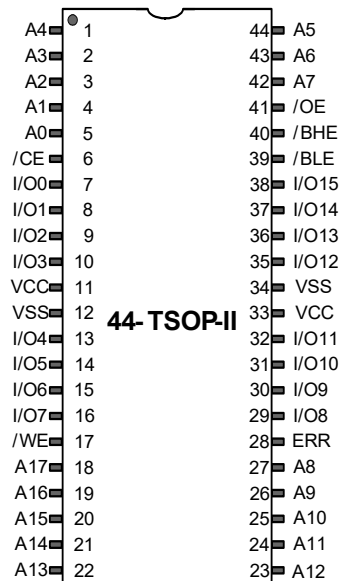 A4 1 44 A5
A3 2 43 A6
A2 3 42 A7
A1 4 41 /OE
A0 5 40 /BHE
/CE 6 39 /BLE
I/O0 7 38 I/O15
I/O1 8 37 I/O14
I/O2 9 36 I/O13
I/O3 10 35 I/O12
VCC 11 34 VSS
VSS 12 33 VCC
44-TSOP-II
I/O4 13 32 I/O11
I/O5 14 31 I/O10
I/O6 15 30 I/O9
I/O7 16 29 I/O8
/WE 17 28 ERR
A17 18 27 A8
A16 19 26 A9
A15 20 25 A10
A14 21 24 A11
A13 22 23 A12